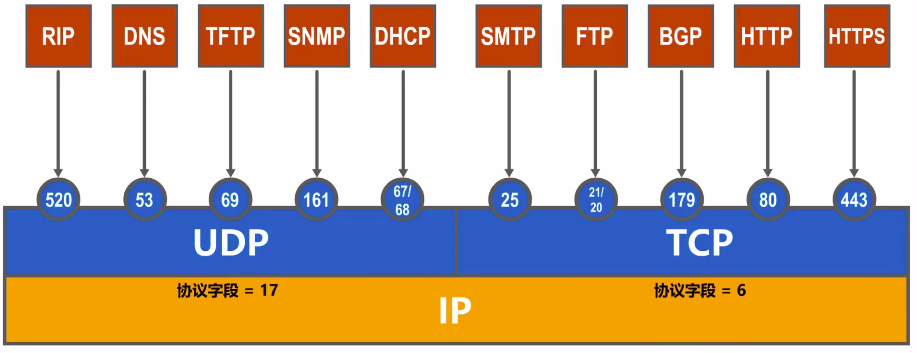 RIP DNS TFTP SNMP DHCP SMTP FTP BGP HTTP HTTPS
520 53 69 161 67/68 25 21/20 179 80 443
UDP TCP
协议字段 = 17 协议字段 = 6
IP